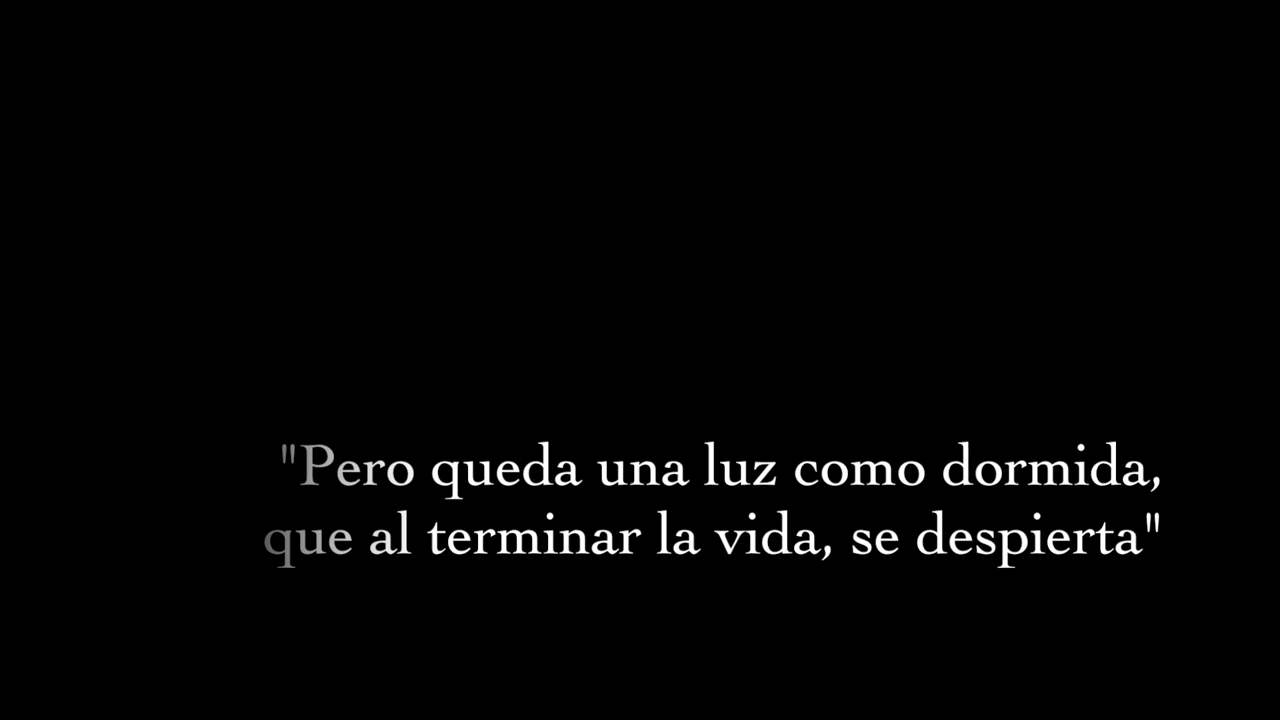 "Pero queda una luz como dormida,
que al terminar la vida, se despierta"